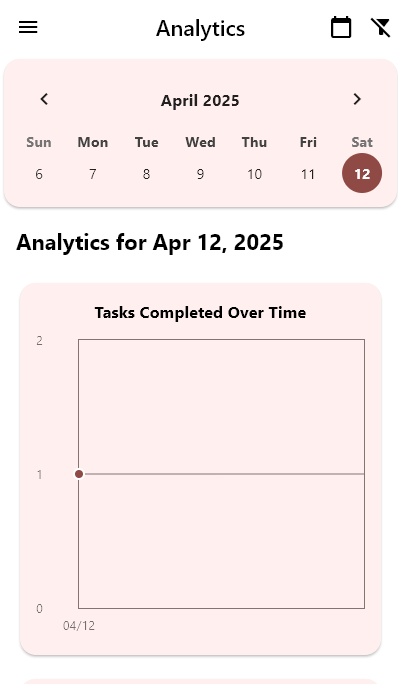 Analytics
April 2025
Sun Mon Tue Wed Thu Fri Sat
6 7 8 9 10 11 12
Analytics for Apr 12, 2025
Tasks Completed Over Time
2
1
0
04/12